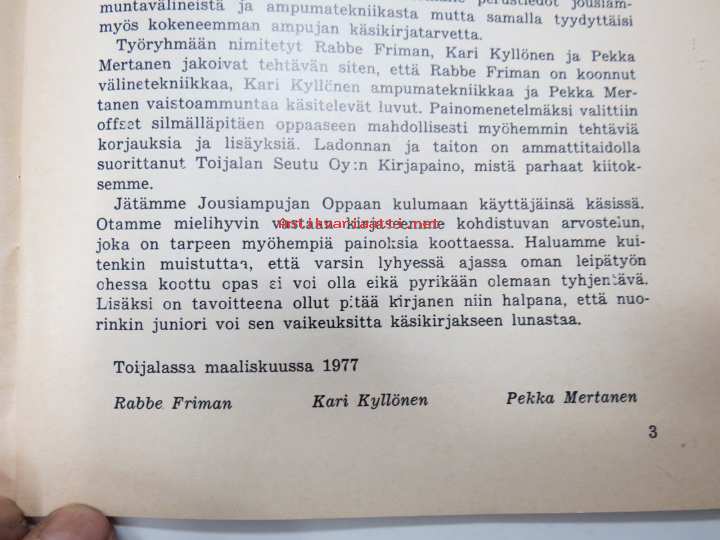 perustiedot jousiam-
muntavälineistä ja ampumatekniikasta mutta samalla tyydyttäisi
myös kokeneemman ampujan käsikirjatarvetta.
Työryhmään nimitetyt Rabbe Friman, Kari Kyllönen ja Pekka
Mertanen jakoivat tehtävän siten, että Rabbe Friman on koonnut
välinetekniikkaa, Kari Kyllönen ampumatekniikkaa ja Pekka Mer-
tanen vaistoammuntaa käsitelevät luvut. Painomenetelmäksi valittiin
offset silmälläpitäen oppaaseen mahdollisesti myöhemmin tehtäviä
korjauksia ja lisäyksiä. Ladonnan ja taiton on ammattitaidolla
suorittanut Toijalan Seutu Oy:n Kirjapaino, mistä parhaat kiitok-
semme.
Jätämme Jousiampujan Oppaan kulumaan käyttäjäinsä käsissä.
Otamme mielihyvin vastaan kirjaseemme kohdistuvan arvostelun,
joka on tarpeen myöhempiä painoksia koottaessa. Haluamme kui-
tenkin muistuttaa, että varsin lyhyessä ajassa oman leipätyön
ohessa koottu opas ei voi olla eikä pyrikään olemaan tyhjentävä.
Lisäksi on tavoitteena ollut pitää kirjanen niin halpana, että nuo-
rinkin juniori voi sen vaikeuksitta käsikirjakseen lunastaa.
Toijalassa maaliskuussa 1977
Rabbe Friman Kari Kyllönen Pekka Mertanen
3
Antikvariaatti.net